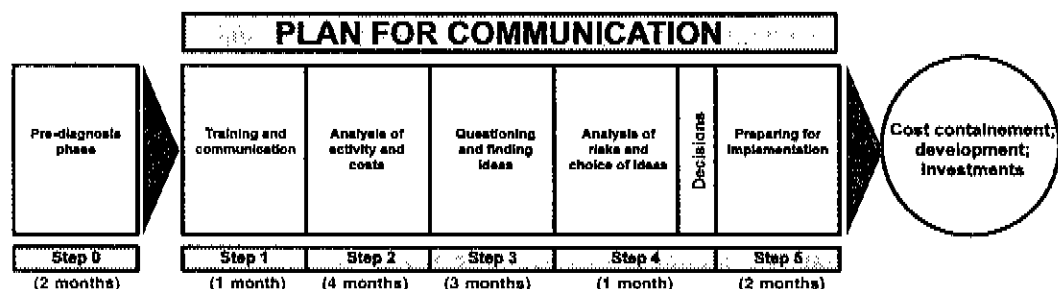 PLAN FOR COMMUNICATION
Pre-diagnosis
phase
Training and
communication
Analysis of
activity and
costs
Questioning
and finding
ideas
Analysis of
risks and
choice of ideas
Decisions
Preparing for
implementation
Cost containement;
development;
investments
Step 0
Step 1
Step 2
Step 3
Step 4
Step 5
(2 months)
(1 month)
(4 months)
(3 months)
(1 month)
(2 months)